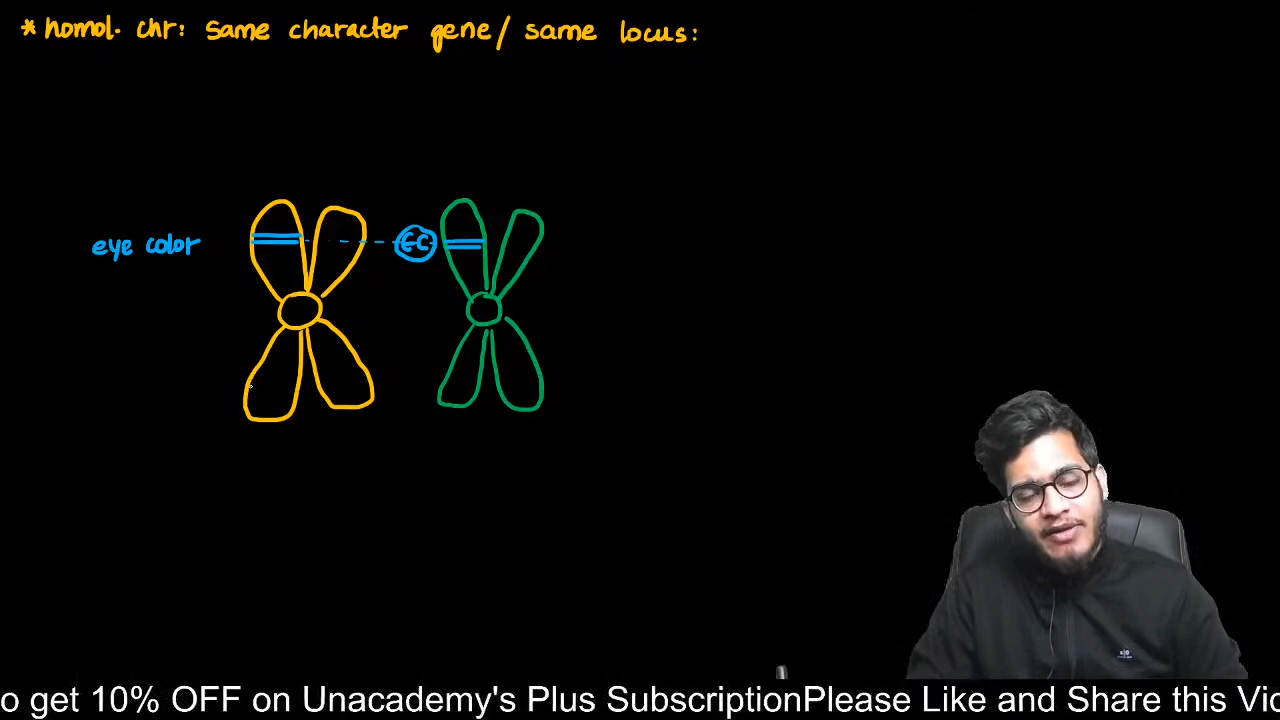 * homol. chr: Same character gene/ same locus:
eye color
EC
o get 10% OFF on Unacademy's Plus SubscriptionPlease Like and Share this Vid